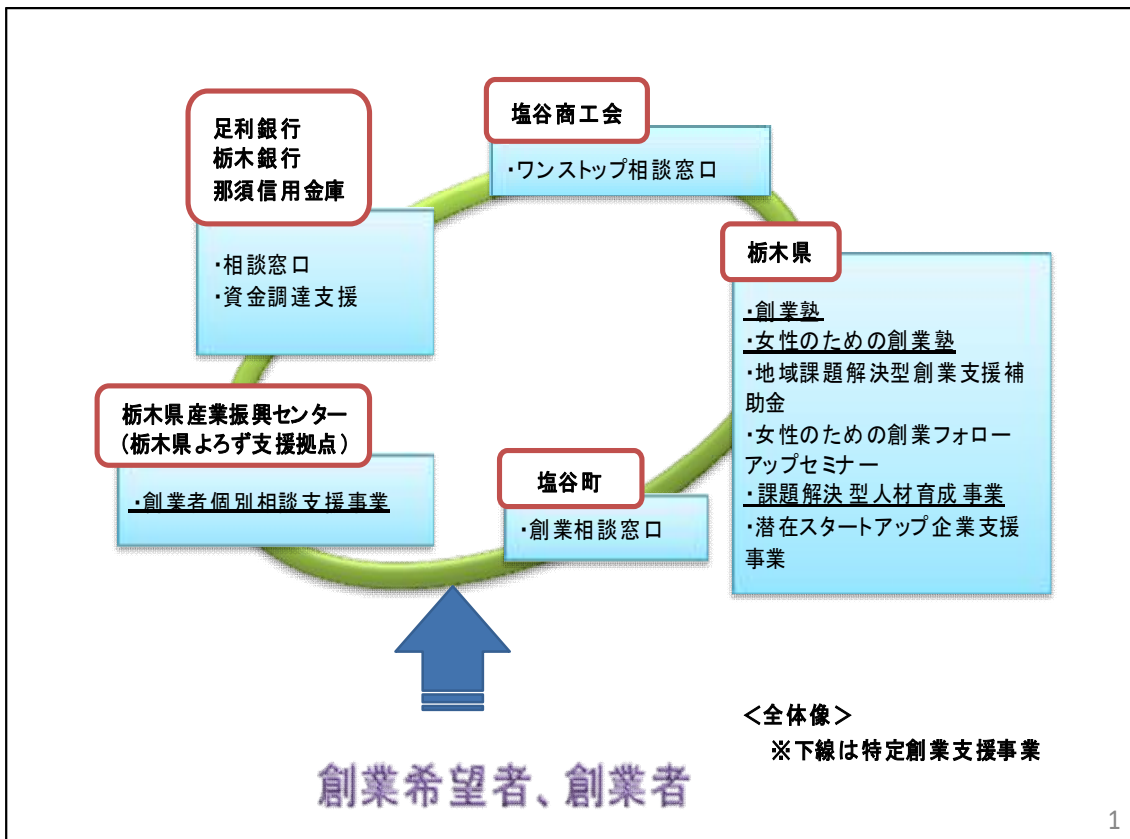 足利銀行
栃木銀行
那須信用金庫
・相談窓口
・資金調達支援
塩谷商工会
・ワンストップ相談窓口
栃木県
・創業塾
・女性のための創業塾
・地域課題解決型創業支援補
助金
・女性のための創業フォロー
アップセミナー
・課題解決型人材育成事業
・潜在スタートアップ企業支援
事業
栃木県産業振興センター
（栃木県よろず支援拠点）
・創業者個別相談支援事業
塩谷町
・創業相談窓口
＜全体像＞
※下線は特定創業支援事業
創業希望者、創業者
1